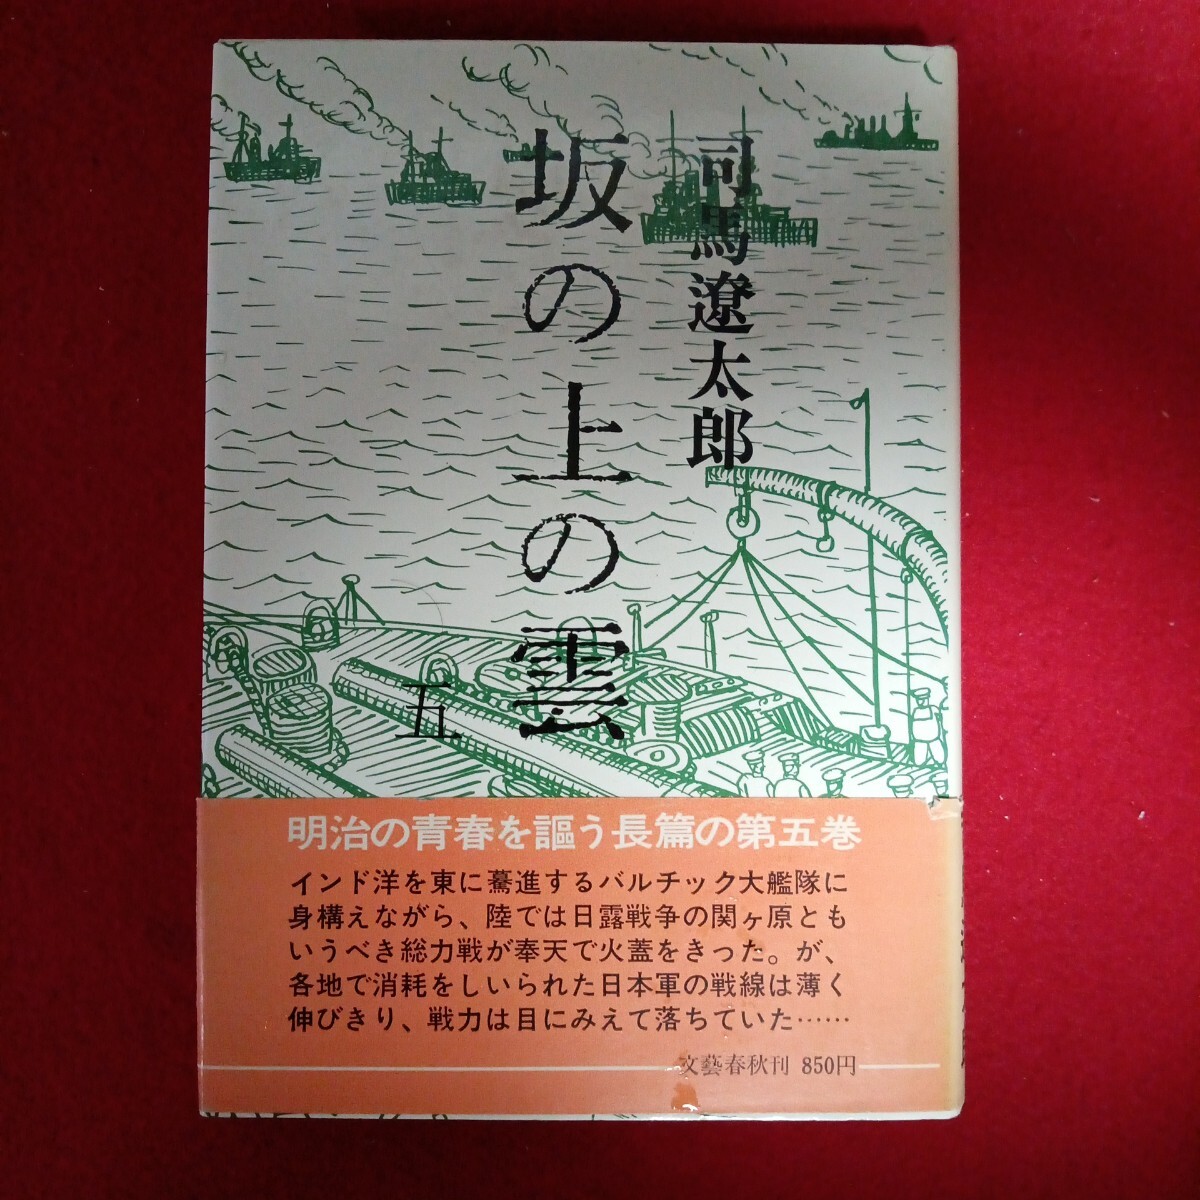 司馬遼太郎
坂の上の雲
五
明治の青春を謳う長篇の第五巻
インド洋を東に驀進するバルチック大艦隊に
身構えながら、陸では日露戦争の関ヶ原とも
いうべき総力戦が奉天で火蓋をきった。が、
各地で消耗をしいられた日本軍の戦線は薄く
伸びきり、戦力は目にみえて落ちていた……
文藝春秋刊 850円